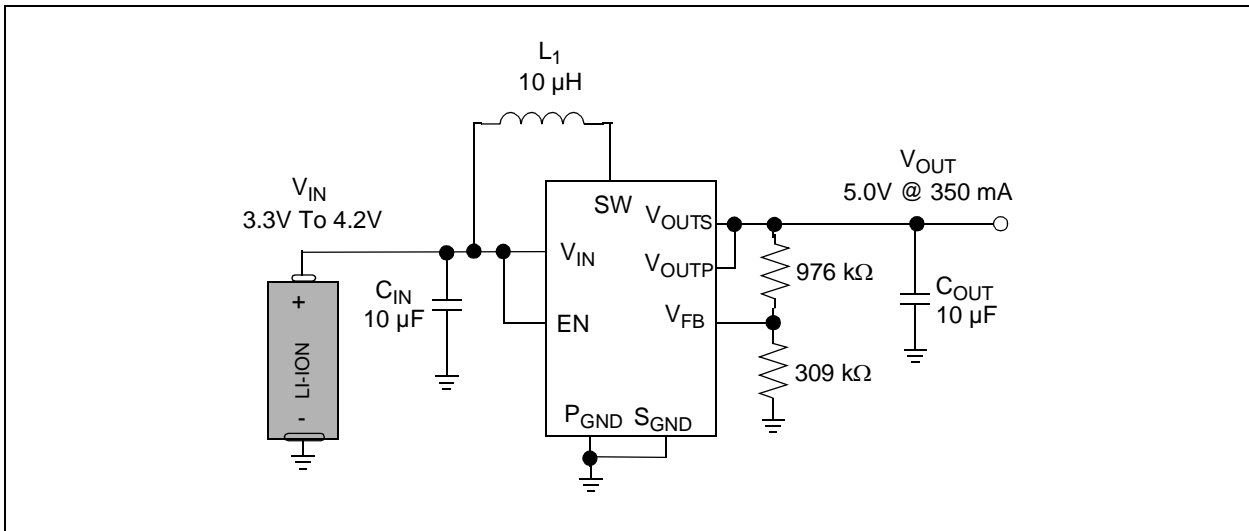 L1
10 µH
VIN
3.3V To 4.2V
VOUT
5.0V @ 350 mA
SW
VOUTS
VIN
VOUTP
976 kΩ
CIN
10 µF
COUT
10 µF
EN
VFB
309 kΩ
+
LI-ION
-
PGND
SGND